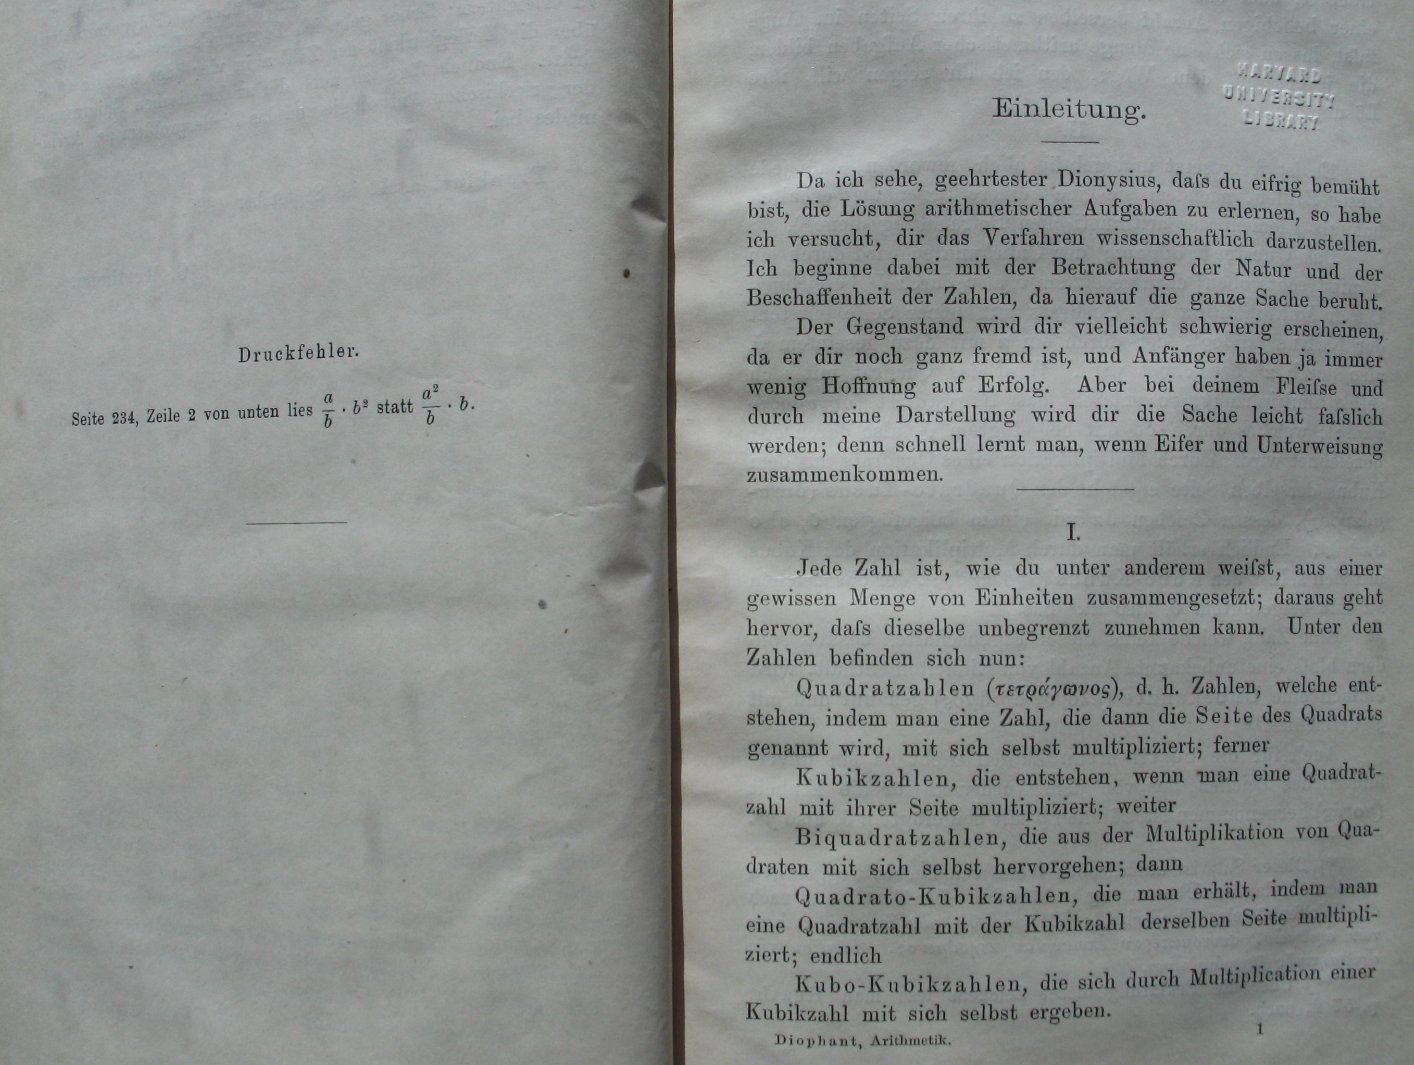 Druckfehler.
Seite 234, Zeile 2 von unten lies a/b · b² statt a²/b · b.
HARVARD
UNIVERSITY
LIBRARY
Einleitung.
Da ich sehe, geehrtester Dionysius, daſs du eifrig bemüht
bist, die Lösung arithmetischer Aufgaben zu erlernen, so habe
ich versucht, dir das Verfahren wissenschaftlich darzustellen.
Ich beginne dabei mit der Betrachtung der Natur und der
Beschaffenheit der Zahlen, da hierauf die ganze Sache beruht.
Der Gegenstand wird dir vielleicht schwierig erscheinen,
da er dir noch ganz fremd ist, und Anfänger haben ja immer
wenig Hoffnung auf Erfolg. Aber bei deinem Fleiſse und
durch meine Darstellung wird dir die Sache leicht faſslich
werden; denn schnell lernt man, wenn Eifer und Unterweisung
zusammenkommen.
I.
Jede Zahl ist, wie du unter anderem weiſst, aus einer
gewissen Menge von Einheiten zusammengesetzt; daraus geht
hervor, daſs dieselbe unbegrenzt zunehmen kann. Unter den
Zahlen befinden sich nun:
Quadratzahlen (τετράγωνος), d. h. Zahlen, welche ent-
stehen, indem man eine Zahl, die dann die Seite des Quadrats
genannt wird, mit sich selbst multipliziert; ferner
Kubikzahlen, die entstehen, wenn man eine Quadrat-
zahl mit ihrer Seite multipliziert; weiter
Biquadratzahlen, die aus der Multiplikation von Qua-
draten mit sich selbst hervorgehen; dann
Quadrato-Kubikzahlen, die man erhält, indem man
eine Quadratzahl mit der Kubikzahl derselben Seite multipli-
ziert; endlich
Kubo-Kubikzahlen, die sich durch Multiplication einer
Kubikzahl mit sich selbst ergeben.
Diophant, Arithmetik. 1